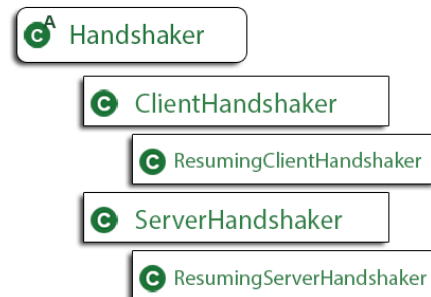 C A Handshaker
C ClientHandshaker
C ResumingClientHandshaker
C ServerHandshaker
C ResumingServerHandshaker